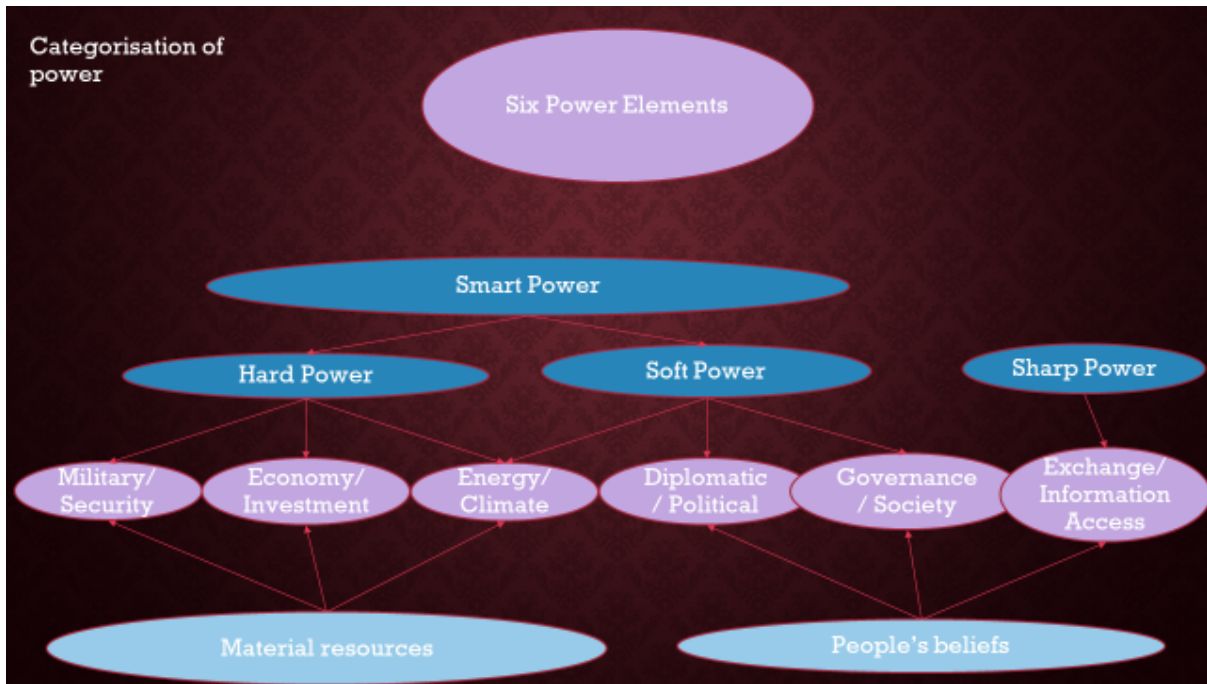 Categorisation of
power
Six Power Elements
Smart Power
Hard Power
Soft Power
Sharp Power
Military/
Security
Economy/
Investment
Energy/
Climate
Diplomatic
/ Political
Governance
/ Society
Exchange/
Information
Access
Material resources
People's beliefs